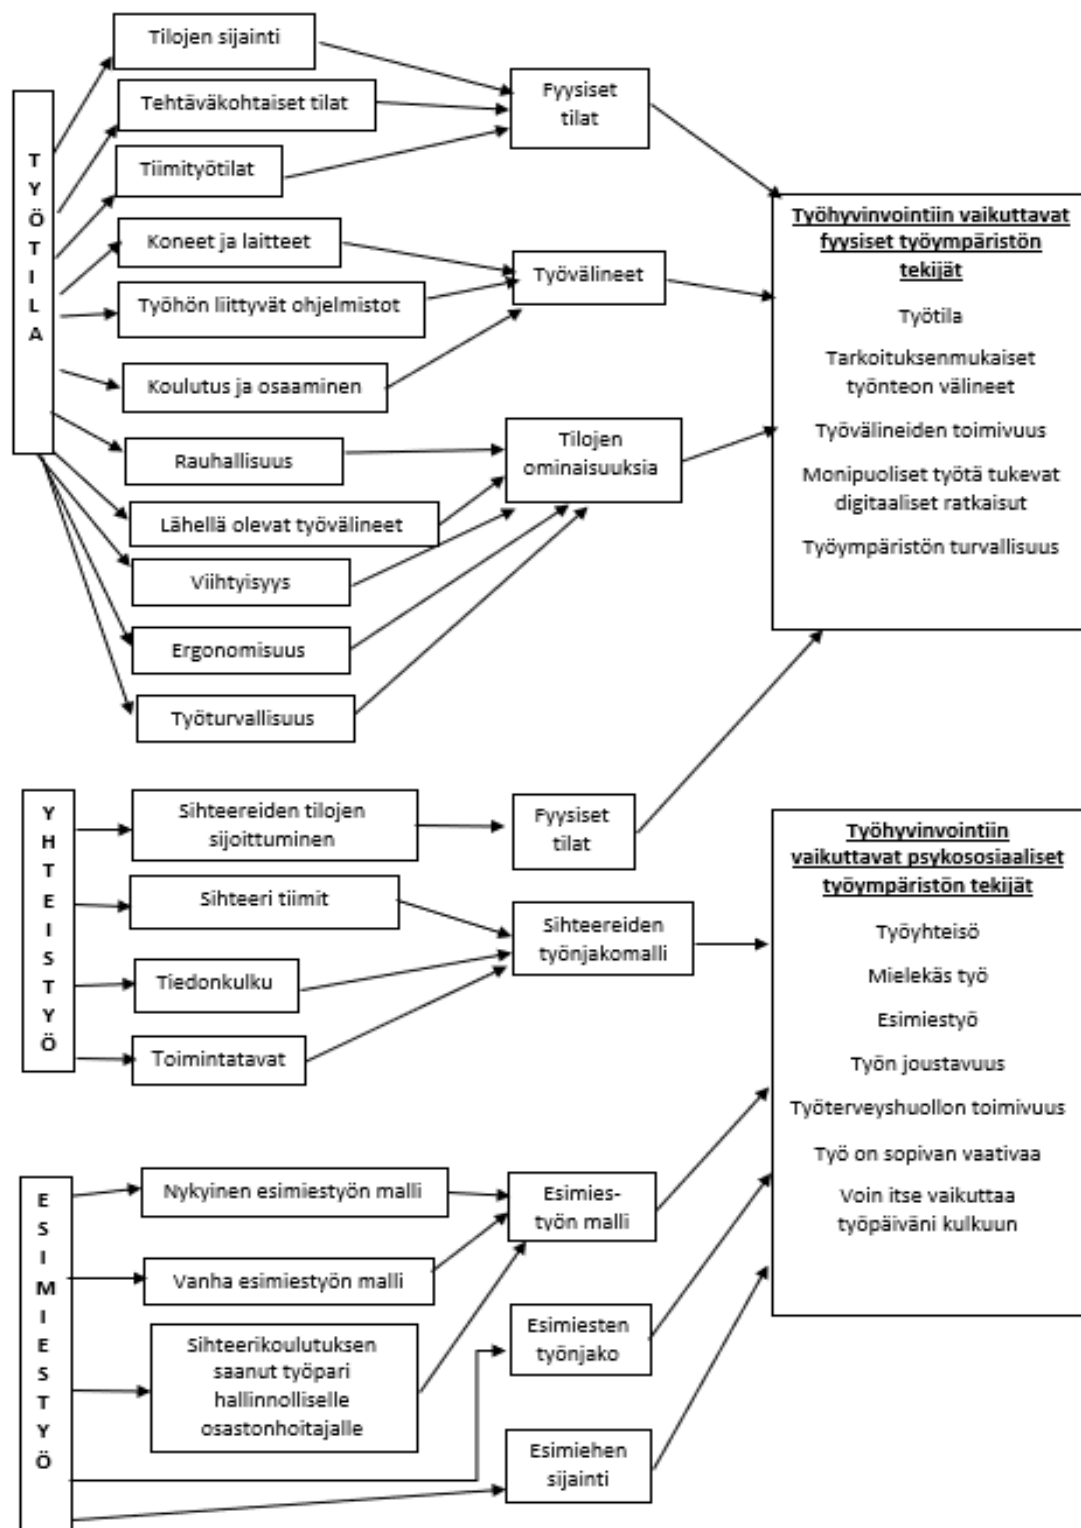 TYÖTILA
Tilojen sijainti
Tehtäväkohtaiset tilat
Tiimityötilat
Koneet ja laitteet
Työhön liittyvät ohjelmistot
Koulutus ja osaaminen
Rauhallisuus
Lähellä olevat työvälineet
Viihtyisyys
Ergonomisuus
Työturvallisuus
Fyysiset
tilat
Työvälineet
Tilojen
ominaisuuksia
Työhyvinvointiin vaikuttavat
fyysiset työympäristön
tekijät
Työtila
Tarkoituksenmukaiset
työnteon välineet
Työvälineiden toimivuus
Monipuoliset työtä tukevat
digitaaliset ratkaisut
Työympäristön turvallisuus
YHTEISTYÖ
Sihteereiden tilojen
sijoittuminen
Sihteeri tiimit
Tiedonkulku
Toimintatavat
Fyysiset
tilat
Sihteereiden
työnjakomalli
Työhyvinvointiin
vaikuttavat psykososiaaliset
työympäristön tekijät
Työyhteisö
Mielekäs työ
Esimiestyö
Työn joustavuus
Työterveyshuollon toimivuus
Työ on sopivan vaativaa
Voin itse vaikuttaa
työpäiväni kulkuun
ESIMIESTYÖ
Nykyinen esimiestyön malli
Vanha esimiestyön malli
Sihteerikoulutuksen
saanut työpari
hallinnolliselle
osastonhoitajalle
Esimies-
työn malli
Esimiesten
työnjako
Esimiehen
sijainti